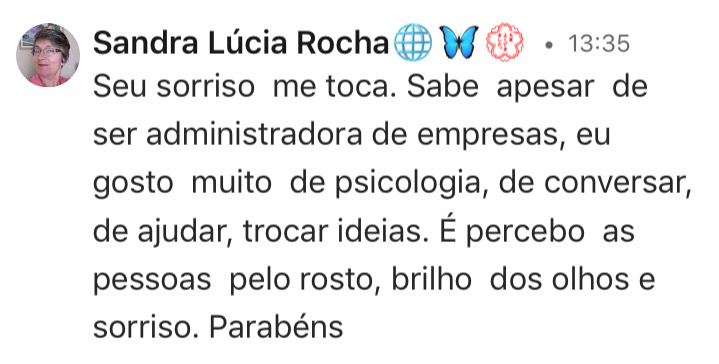 Sandra Lúcia Rocha🌐🦋💮 • 13:35
Seu sorriso me toca. Sabe apesar de
ser administradora de empresas, eu
gosto muito de psicologia, de conversar,
de ajudar, trocar ideias. É percebo as
pessoas pelo rosto, brilho dos olhos e
sorriso. Parabéns